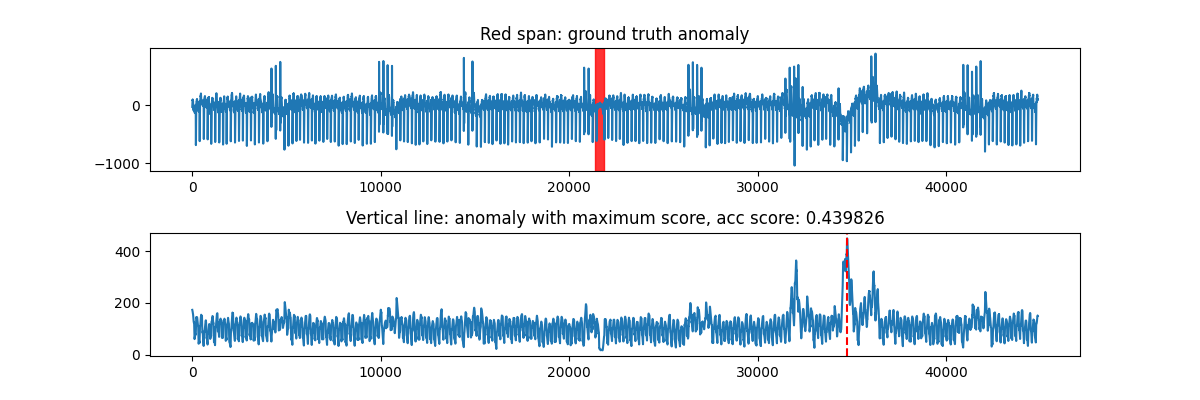 Red span: ground truth anomaly
0
−1000
0 10000 20000 30000 40000
Vertical line: anomaly with maximum score, acc score: 0.439826
400
200
0
0 10000 20000 30000 40000